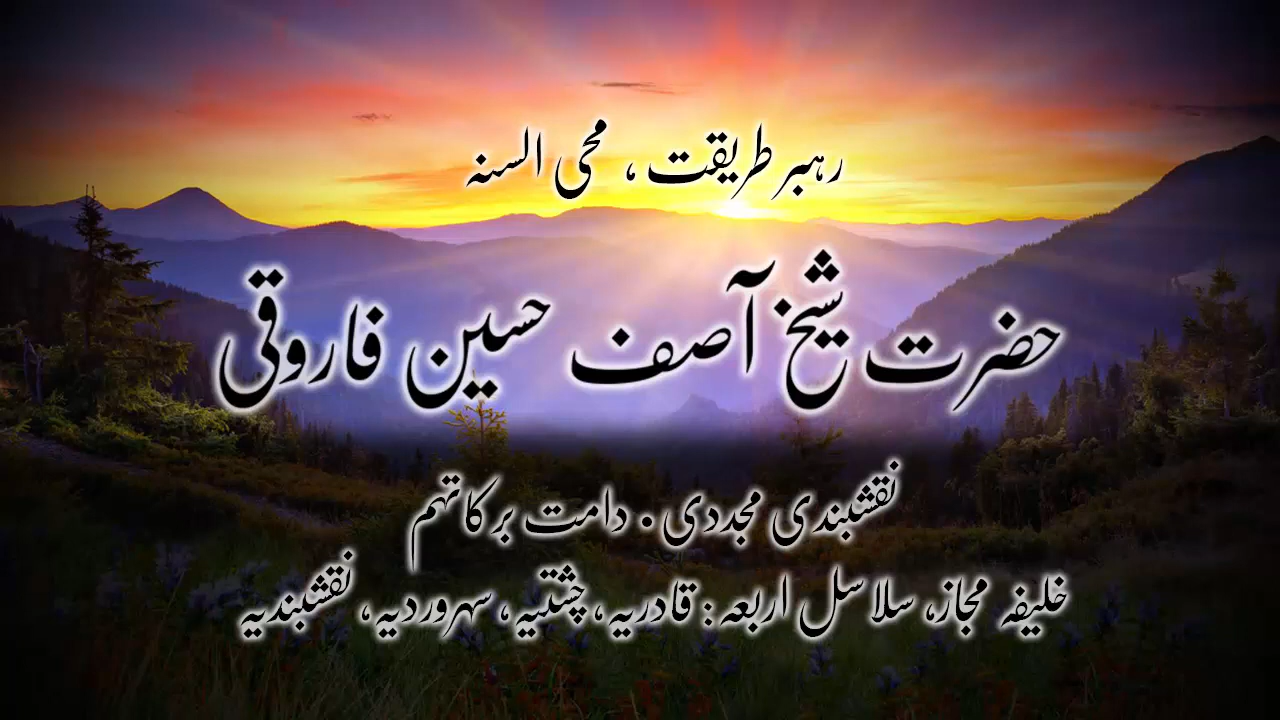 رہبر طریقت ، محی السنہ
حضرت شیخ آصف حسین فاروقی
نقشبندی مجددی . دامت برکاتہم
خلیفہ مجاز، سلاسل اربعہ: قادریہ، چشتیہ، سہروردیہ، نقشبندیہ